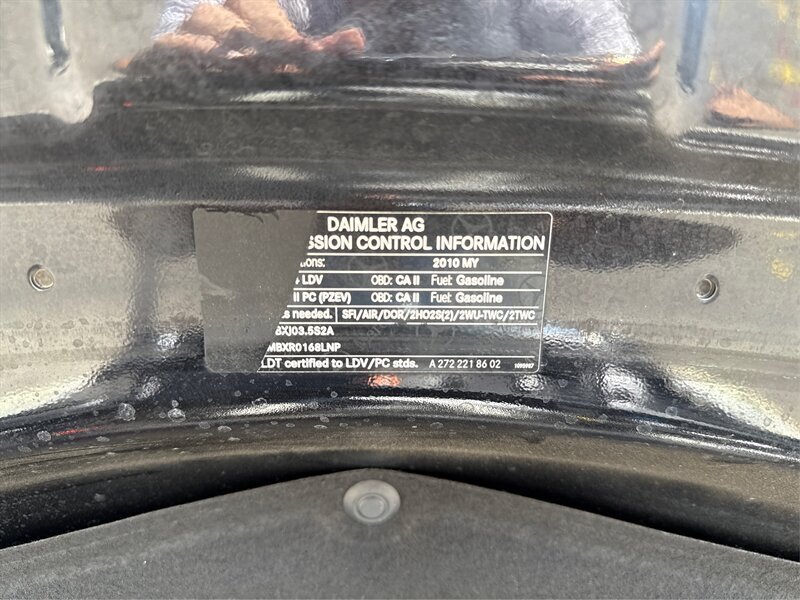 DAIMLER AG
SSION CONTROL INFORMATION
ions: 2010 MY
LDV OBD: CA II Fuel: Gasoline
II PC (PZEV) OBD: CA II Fuel: Gasoline
s needed. SFI/AIR/DOR/2HO2S(2)/2WU-TWC/2TWC
BXJ03.5S2A
MBXR0168LNP
LDT certified to LDV/PC stds. A 272 221 86 02